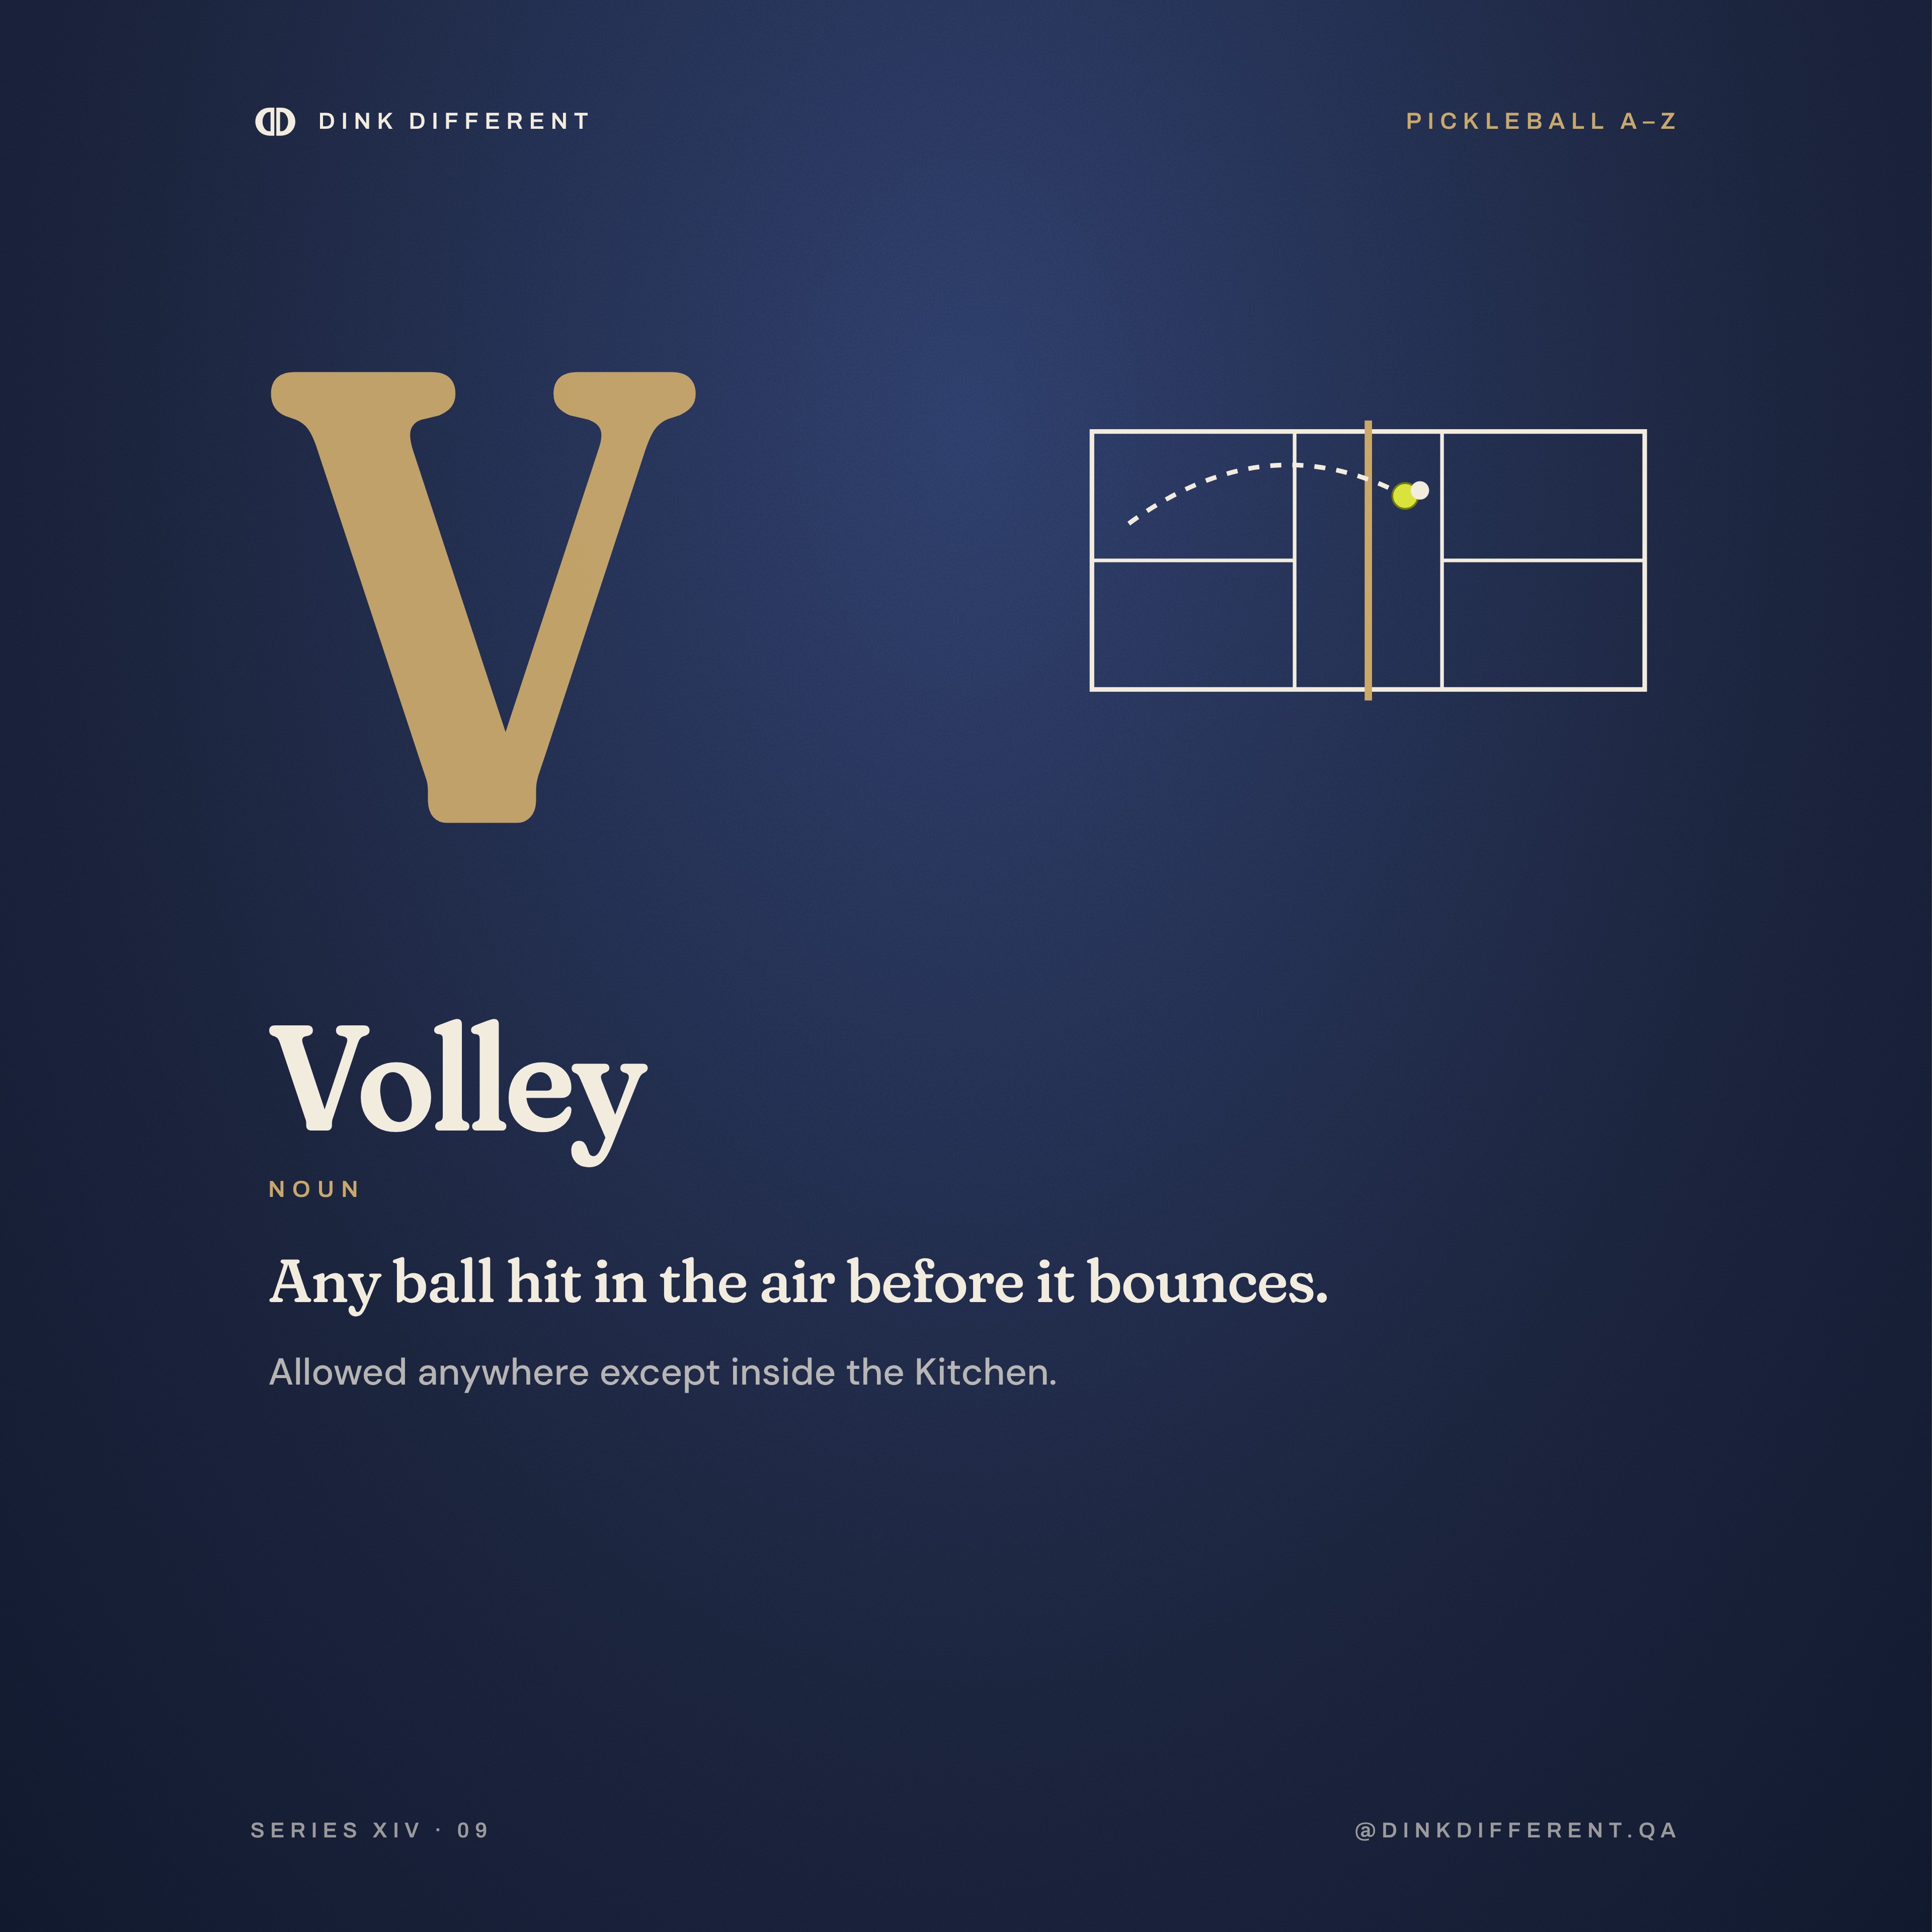 DINK DIFFERENT
PICKLEBALL A–Z
V
Volley
NOUN
Any ball hit in the air before it bounces.
Allowed anywhere except inside the Kitchen.
SERIES XIV · 09
@DINKDIFFERENT.QA